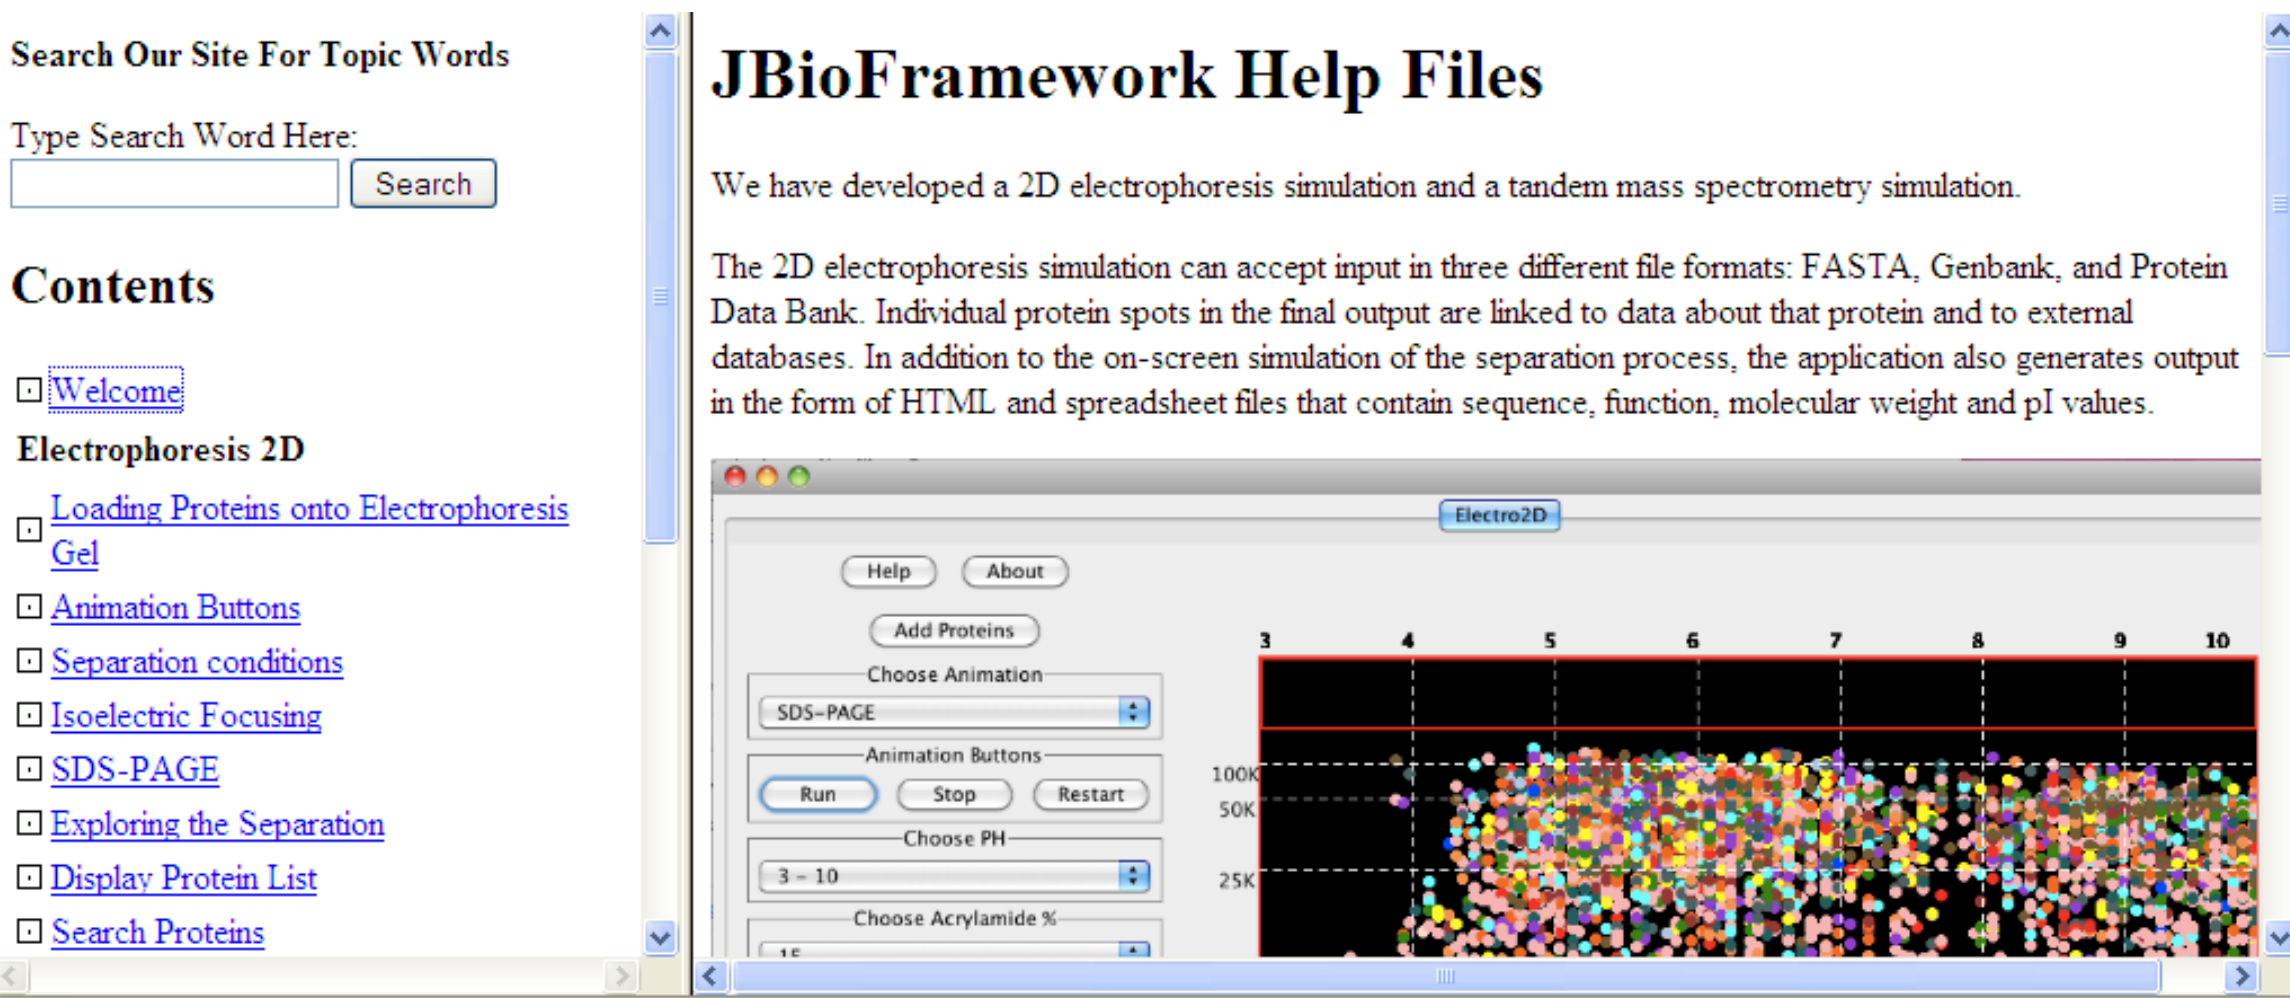 Search Our Site For Topic Words
Type Search Word Here:
Search
Contents
Welcome
Electrophoresis 2D
Loading Proteins onto Electrophoresis
Gel
Animation Buttons
Separation conditions
Isoelectric Focusing
SDS-PAGE
Exploring the Separation
Display Protein List
Search Proteins
JBioFramework Help Files
We have developed a 2D electrophoresis simulation and a tandem mass spectrometry simulation.
The 2D electrophoresis simulation can accept input in three different file formats: FASTA, Genbank, and Protein
Data Bank. Individual protein spots in the final output are linked to data about that protein and to external
databases. In addition to the on-screen simulation of the separation process, the application also generates output
in the form of HTML and spreadsheet files that contain sequence, function, molecular weight and pI values.
Electro2D
Help About
Add Proteins
Choose Animation
SDS-PAGE
Animation Buttons
Run Stop Restart
Choose PH
3 - 10
Choose Acrylamide %
15
3 4 5 6 7 8 9 10
100K
50K
25K